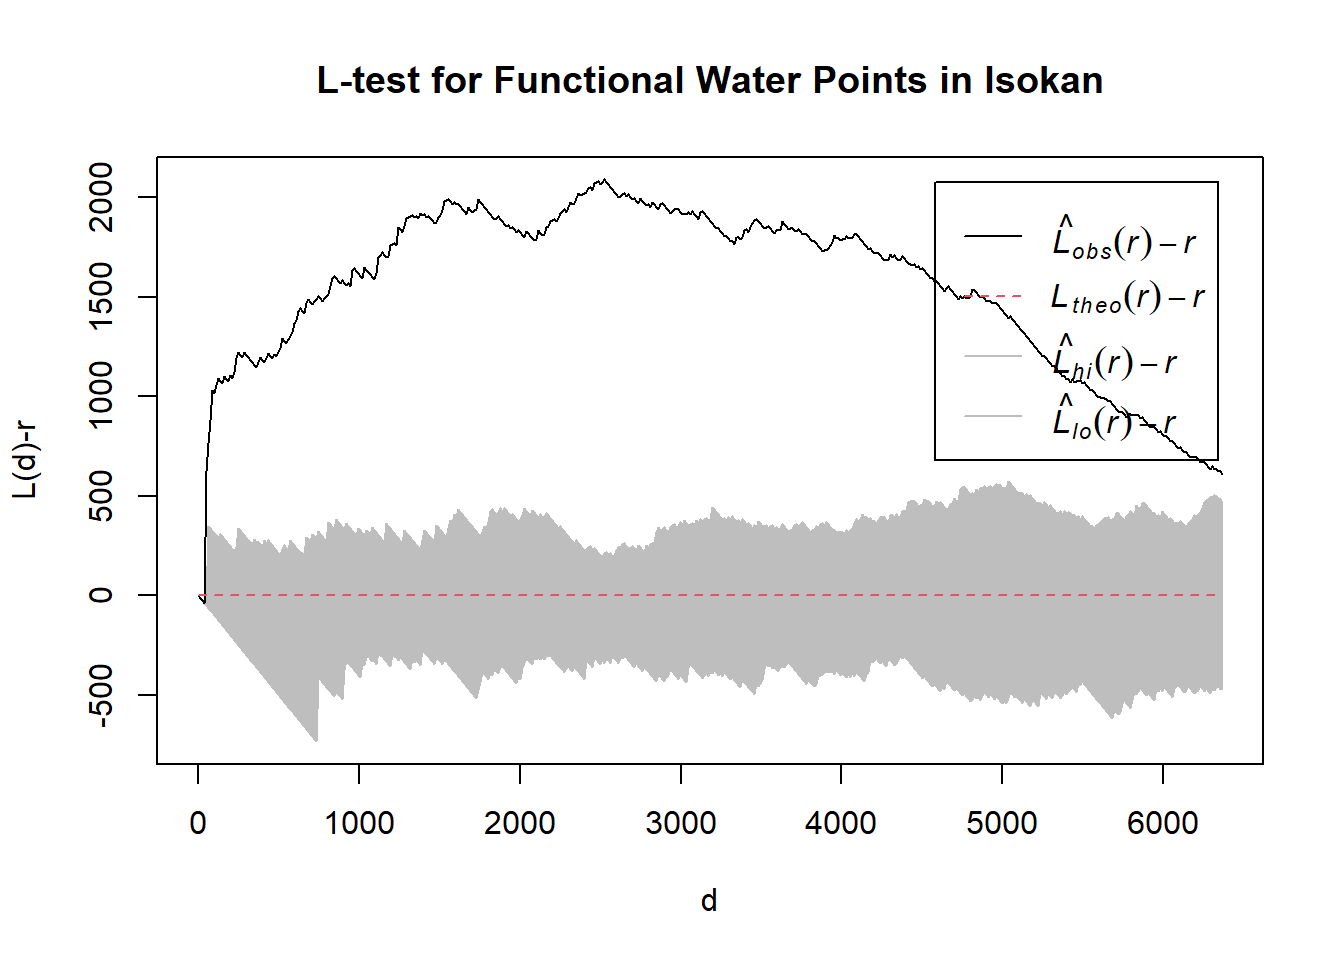 L-test for Functional Water Points in Isokan
L(d)-r
2000
1500
1000
500
0
-500
L̂obs(r) – r
Ltheo(r) – r
L̂hi(r) – r
L̂lo(r) – r
0 1000 2000 3000 4000 5000 6000
d